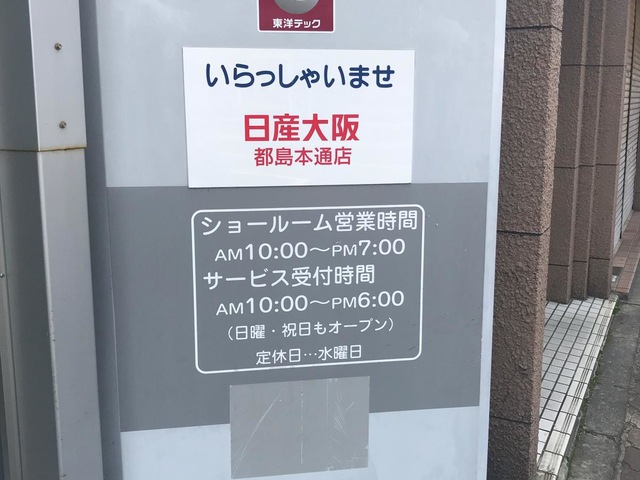 東洋テック
いらっしゃいませ
日産大阪
都島本通店
ショールーム営業時間
AM10:00～PM7:00
サービス受付時間
AM10:00～PM6:00
（日曜・祝日もオープン）
定休日…水曜日